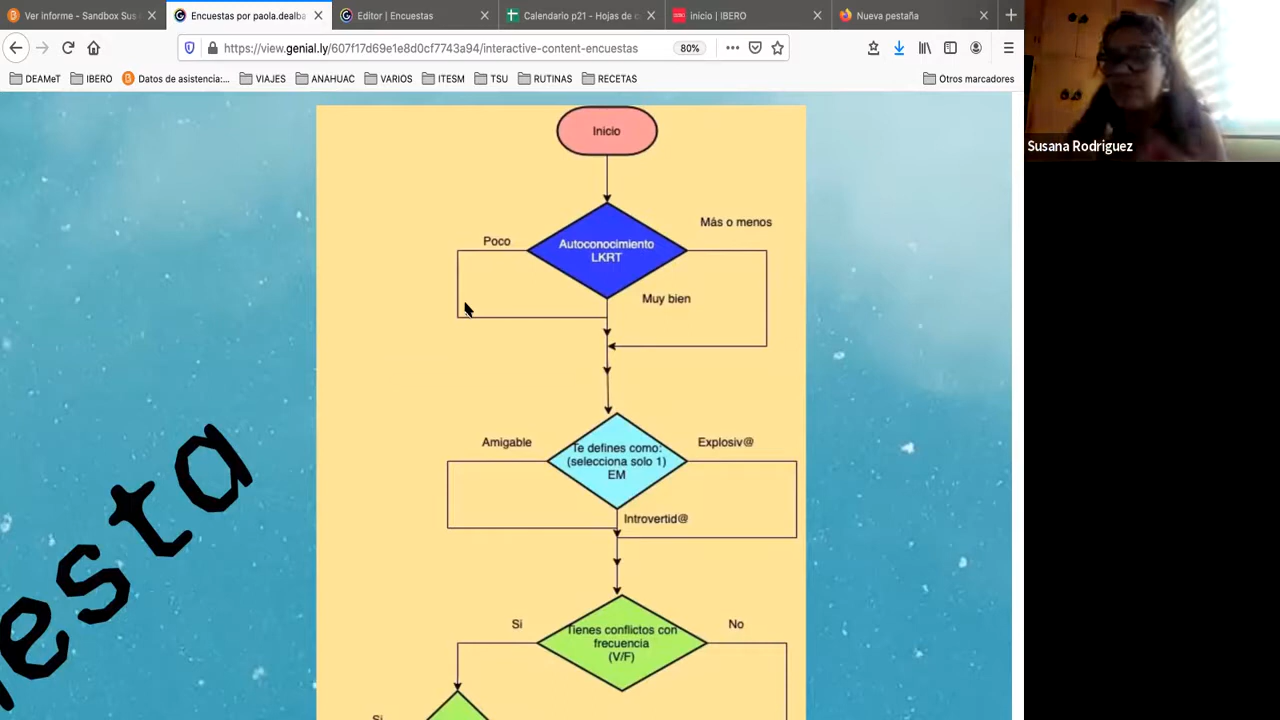 Ver informe - Sandbox Sus
Encuestas por paola.dealba
Editor | Encuestas
Calendario p21 - Hojas de c
inicio | IBERO
Nueva pestaña
https://view.genial.ly/607f17d69e1e8d0cf7743a94/interactive-content-encuestas
80%
DEAMeT
IBERO
Datos de asistencia:...
VIAJES
ANAHUAC
VARIOS
ITESM
TSU
RUTINAS
RECETAS
Otros marcadores
Susana Rodriguez
Inicio
Más o menos
Poco
Autoconocimiento
LKRT
Muy bien
Amigable
Explosiv@
Te defines como:
(selecciona solo 1)
EM
Introvertid@
Si
No
Tienes conflictos con
frecuencia
(V/F)
Si
esta